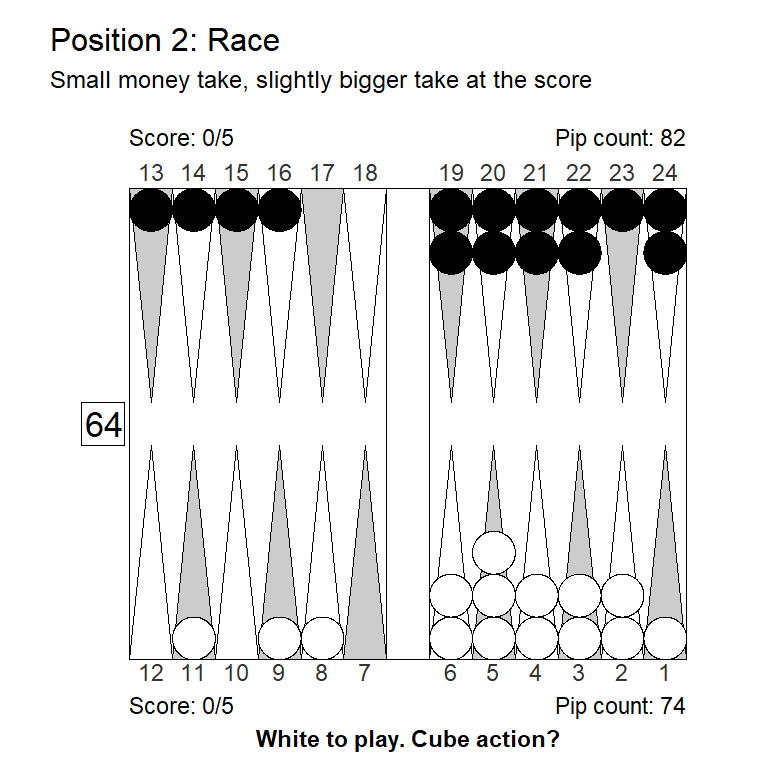 Position 2: Race
Small money take, slightly bigger take at the score
Score: 0/5 Pip count: 82
13 14 15 16 17 18 19 20 21 22 23 24
64
12 11 10 9 8 7 6 5 4 3 2 1
Score: 0/5 Pip count: 74
White to play. Cube action?